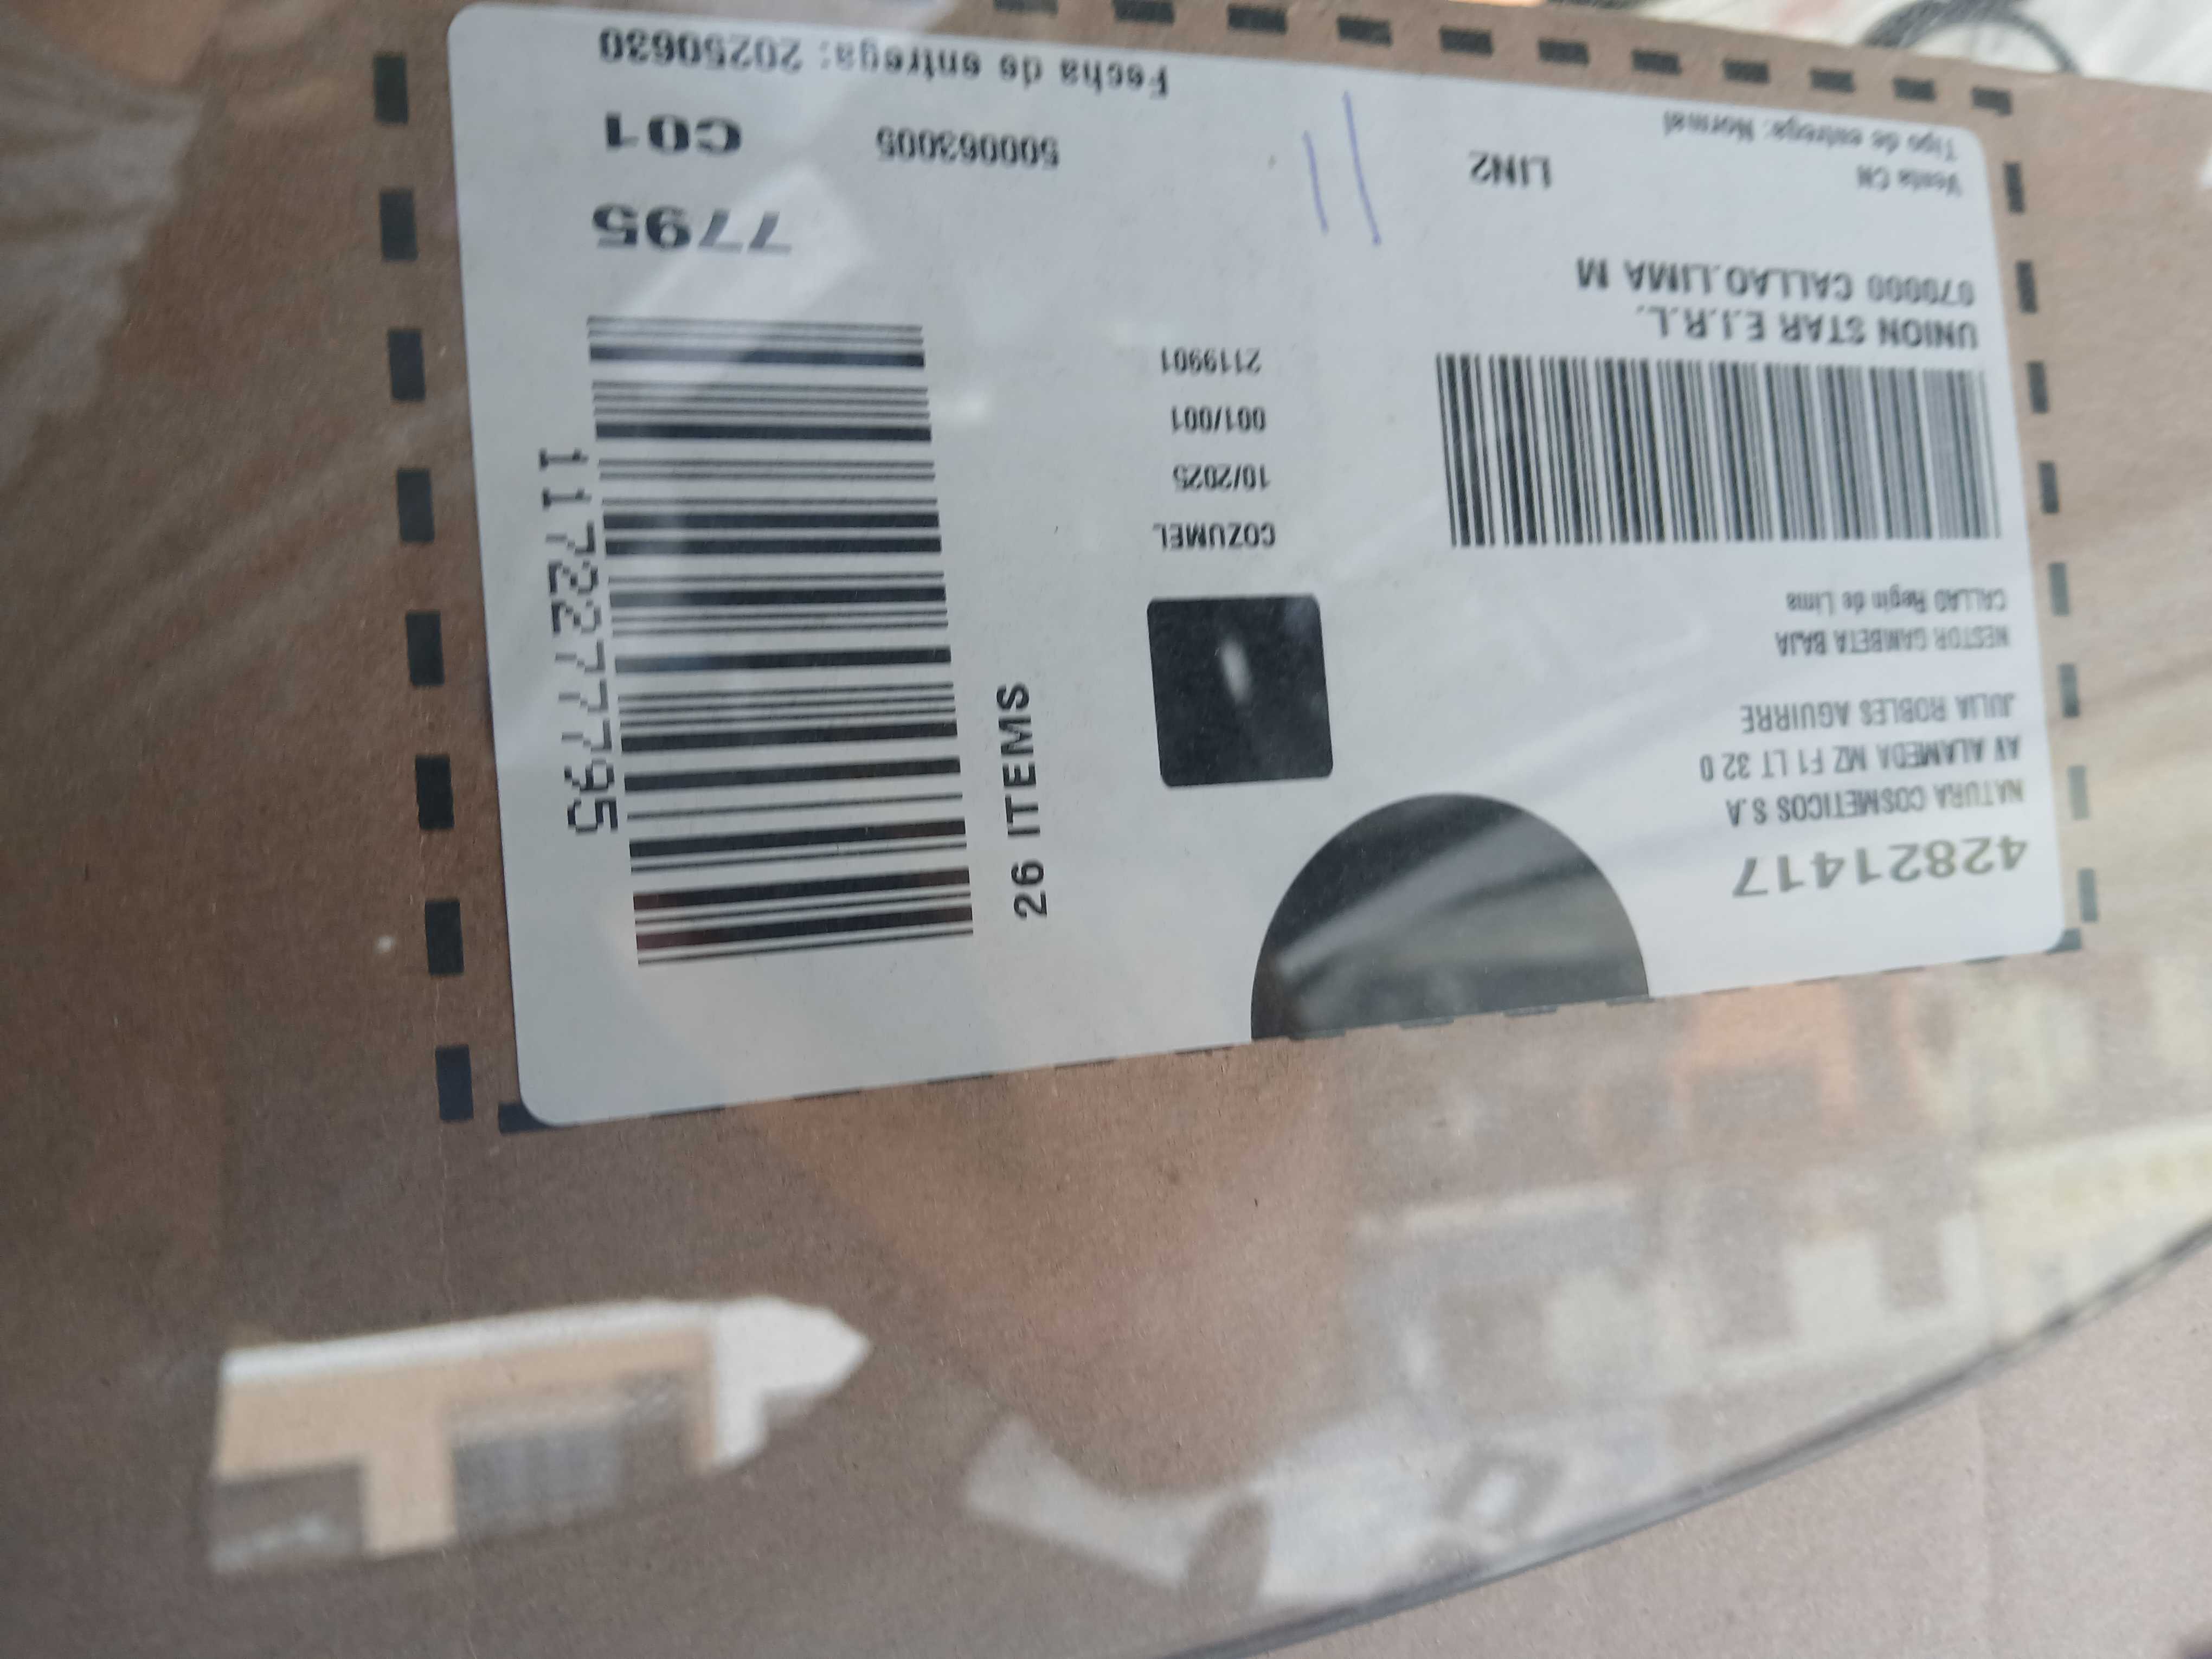 42821417
NATURA COSMETICOS S.A
AV ALAMEDA MZ F1 LT 32 0
JULIA ROBLES AGUIRRE
NESTOR GAMBETA BAJA
CALLAO Regin de Lima
UNION STAR E.I.R.L.
070000 CALLAO.LIMA M
Venta CN
Tipo de entrega: Normal
LIN2
11
COZUMEL
10/2025
001/001
2119901
26 ITEMS
1172277795
7795
500063005
C01
Fecha de entrega: 20250630